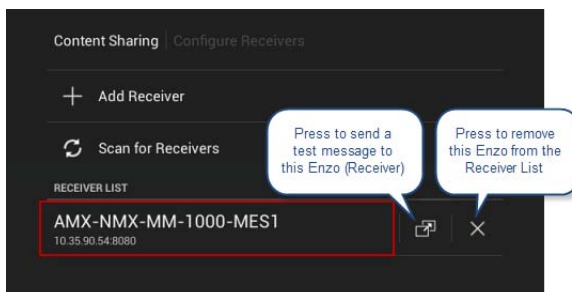 Content Sharing | Configure Receivers
Add Receiver
Scan for Receivers
Press to send a
test message to
this Enzo (Receiver)
Press to remove
this Enzo from the
Receiver List
RECEIVER LIST
AMX-NMX-MM-1000-MES1
10.35.90.54:8080